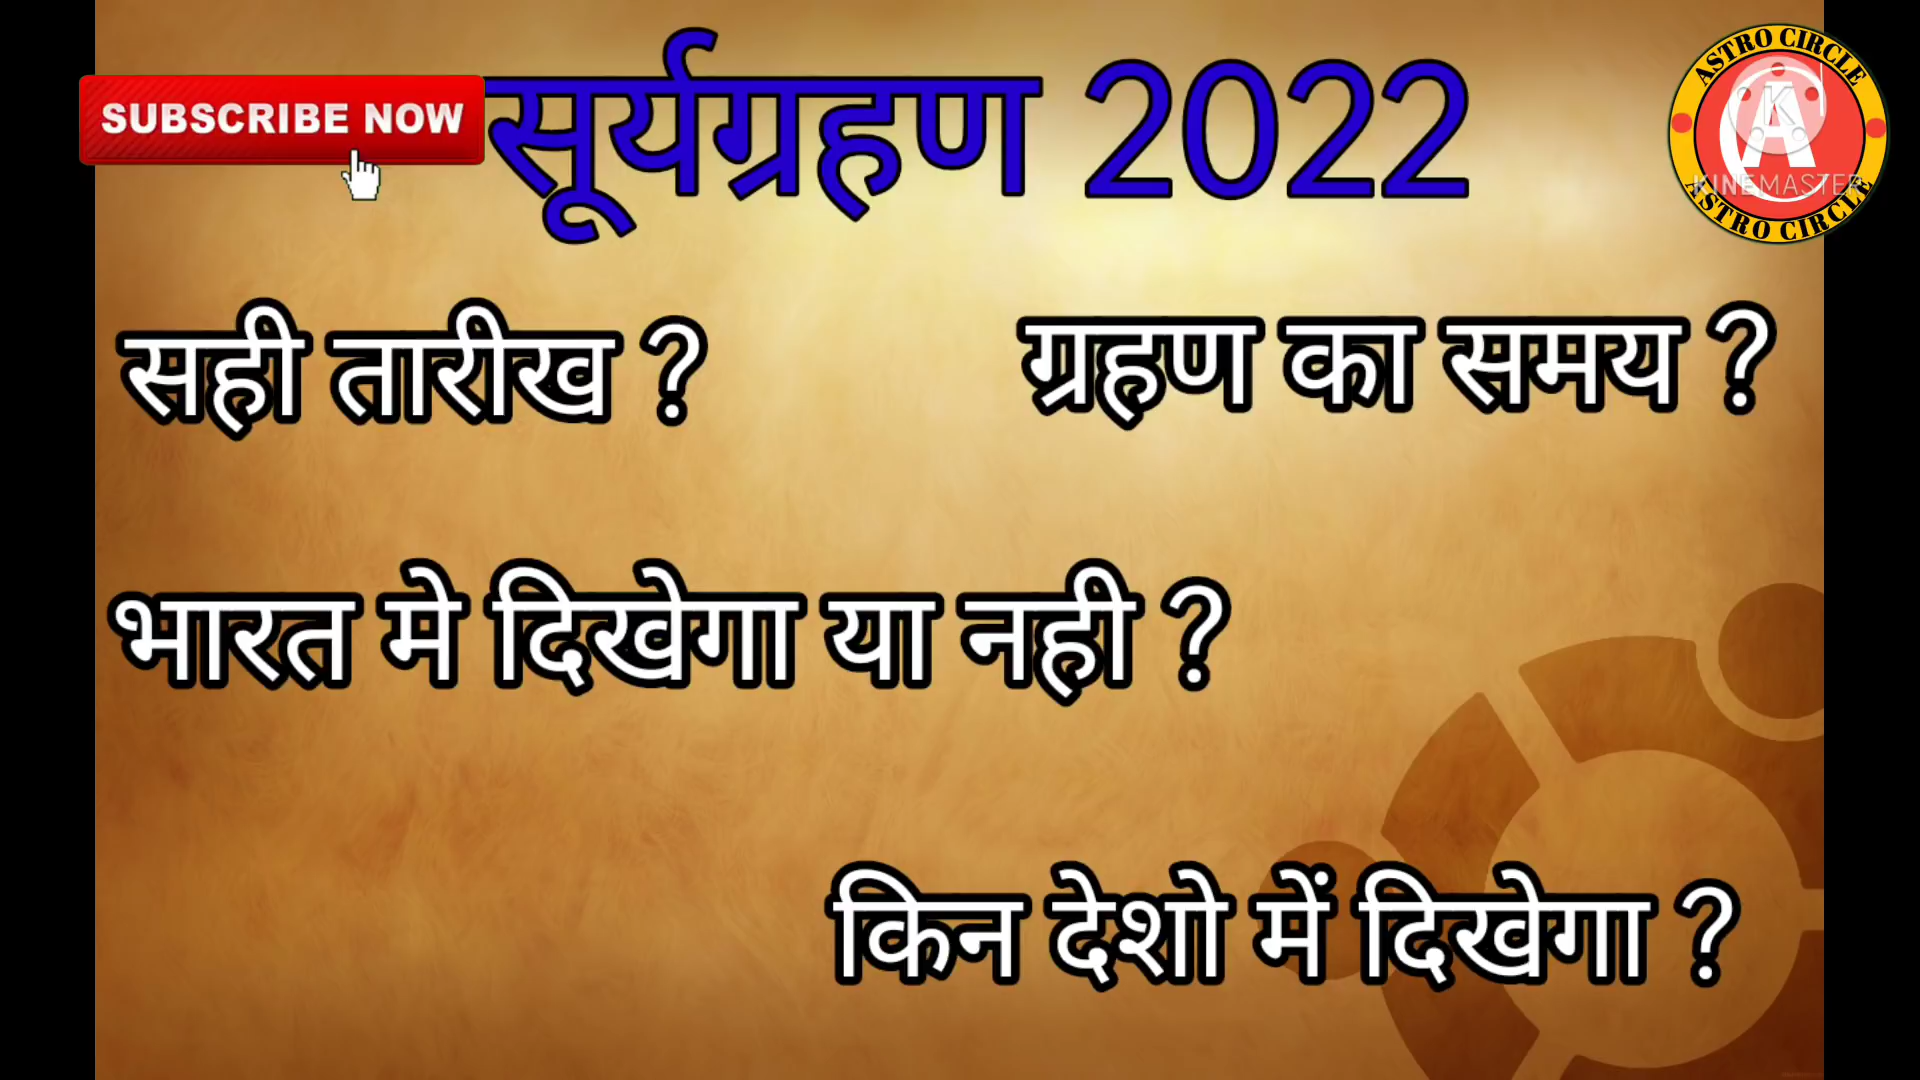 सूर्यग्रहण 2022
SUBSCRIBE NOW
ASTRO CIRCLE
K
A
KINEMASTER
ASTRO CIRCLE
सही तारीख ?
ग्रहण का समय ?
भारत मे दिखेगा या नही ?
किन देशो में दिखेगा ?